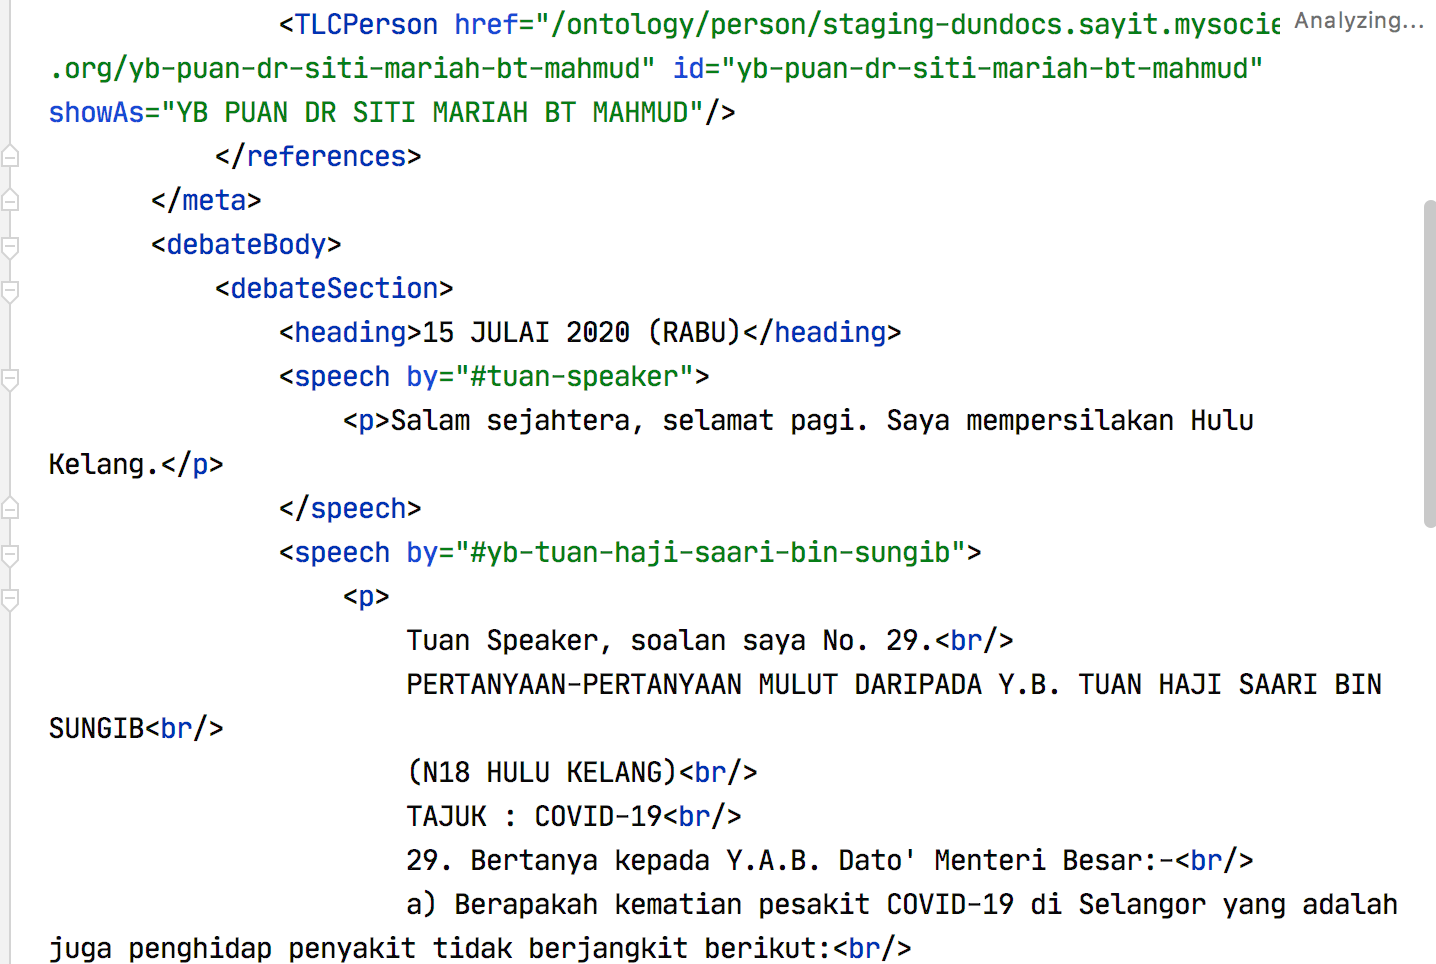 <TLCPerson href="/ontology/person/staging-dundocs.sayit.mysocie
Analyzing...
.org/yb-puan-dr-siti-mariah-bt-mahmud" id="yb-puan-dr-siti-mariah-bt-mahmud"
showAs="YB PUAN DR SITI MARIAH BT MAHMUD"/>
</references>
</meta>
<debateBody>
<debateSection>
<heading>15 JULAI 2020 (RABU)</heading>
<speech by="#tuan-speaker">
<p>Salam sejahtera, selamat pagi. Saya mempersilakan Hulu
Kelang.</p>
</speech>
<speech by="#yb-tuan-haji-saari-bin-sungib">
<p>
Tuan Speaker, soalan saya No. 29.<br/>
PERTANYAAN-PERTANYAAN MULUT DARIPADA Y.B. TUAN HAJI SAARI BIN
SUNGIB<br/>
(N18 HULU KELANG)<br/>
TAJUK : COVID-19<br/>
29. Bertanya kepada Y.A.B. Dato' Menteri Besar:-<br/>
a) Berapakah kematian pesakit COVID-19 di Selangor yang adalah
juga penghidap penyakit tidak berjangkit berikut:<br/>